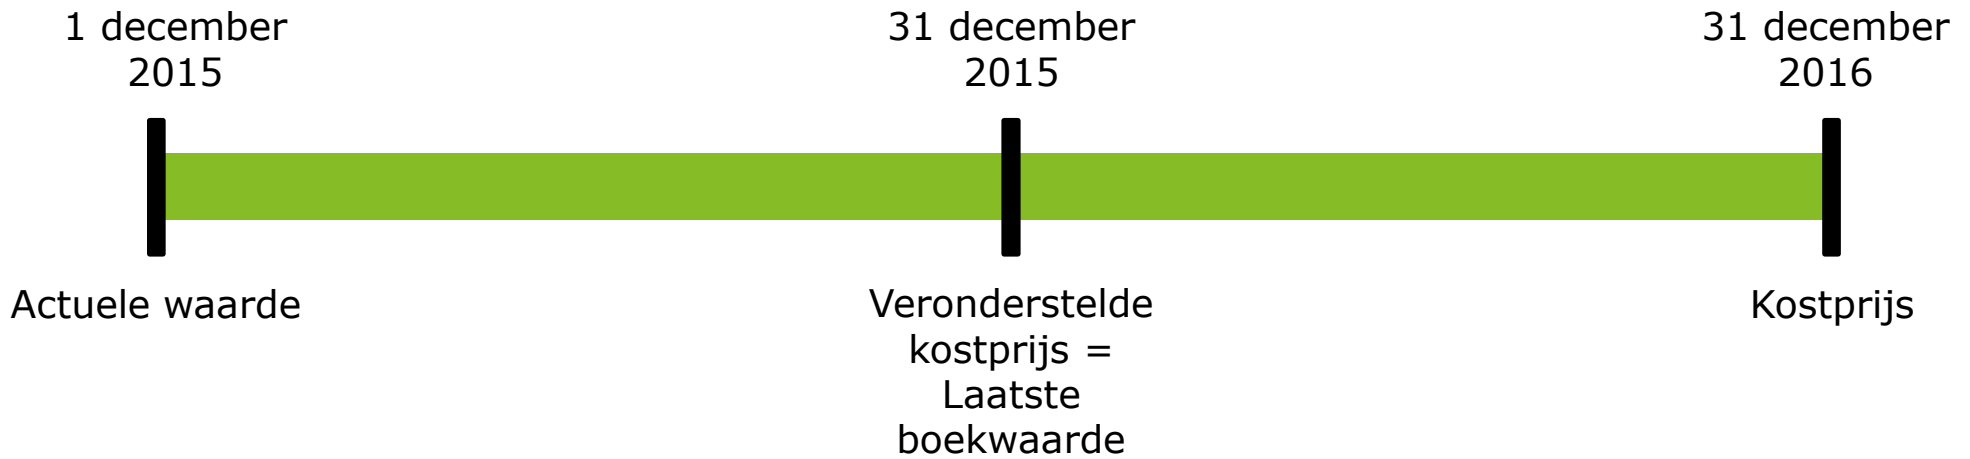 1 december
2015
31 december
2015
31 december
2016
Actuele waarde
Veronderstelde
kostprijs =
Laatste
boekwaarde
Kostprijs